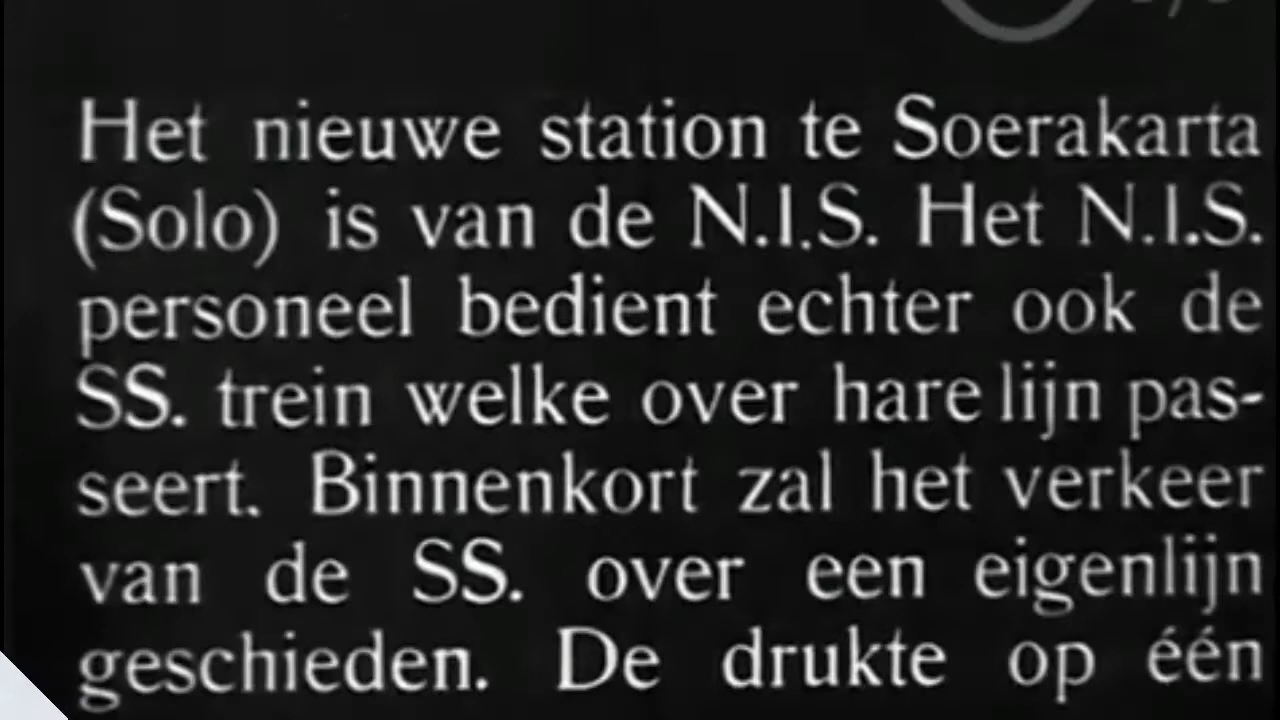 Het nieuwe station te Soerakarta
(Solo) is van de N.I.S. Het N.I.S.
personeel bedient echter ook de
SS. trein welke over hare lijn pas-
seert. Binnenkort zal het verkeer
van de SS. over een eigenlijn
geschieden. De drukte op één